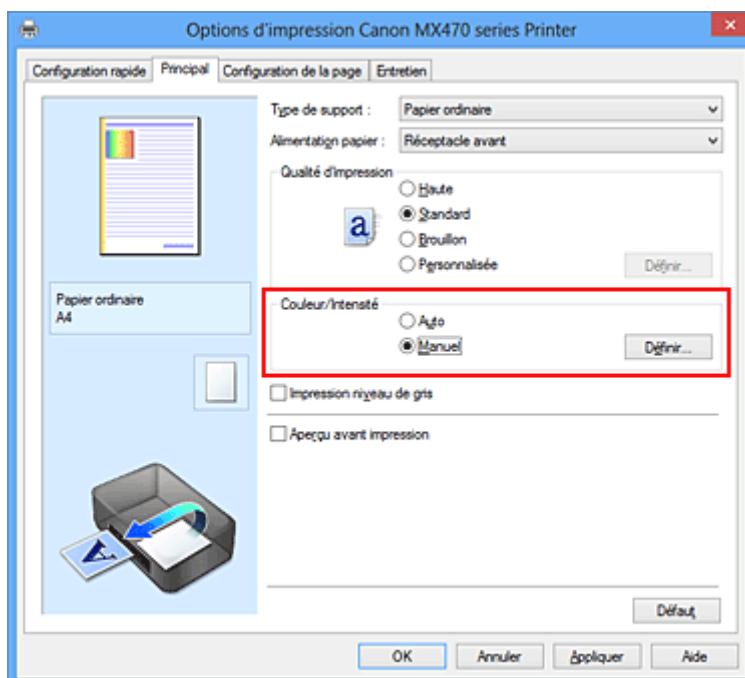 Options d'impression Canon MX470 series Printer
Configuration rapide Principal Configuration de la page Entretien
Type de support : Papier ordinaire
Alimentation papier : Réceptacle avant
Qualité d'impression
Haute
a Standard
Brouillon
Personnalisée Définir...
Papier ordinaire
A4
Couleur/Intensité
Auto
Manuel Définir...
Impression niveau de gris
Aperçu avant impression
A
Défaut
OK Annuler Appliquer Aide